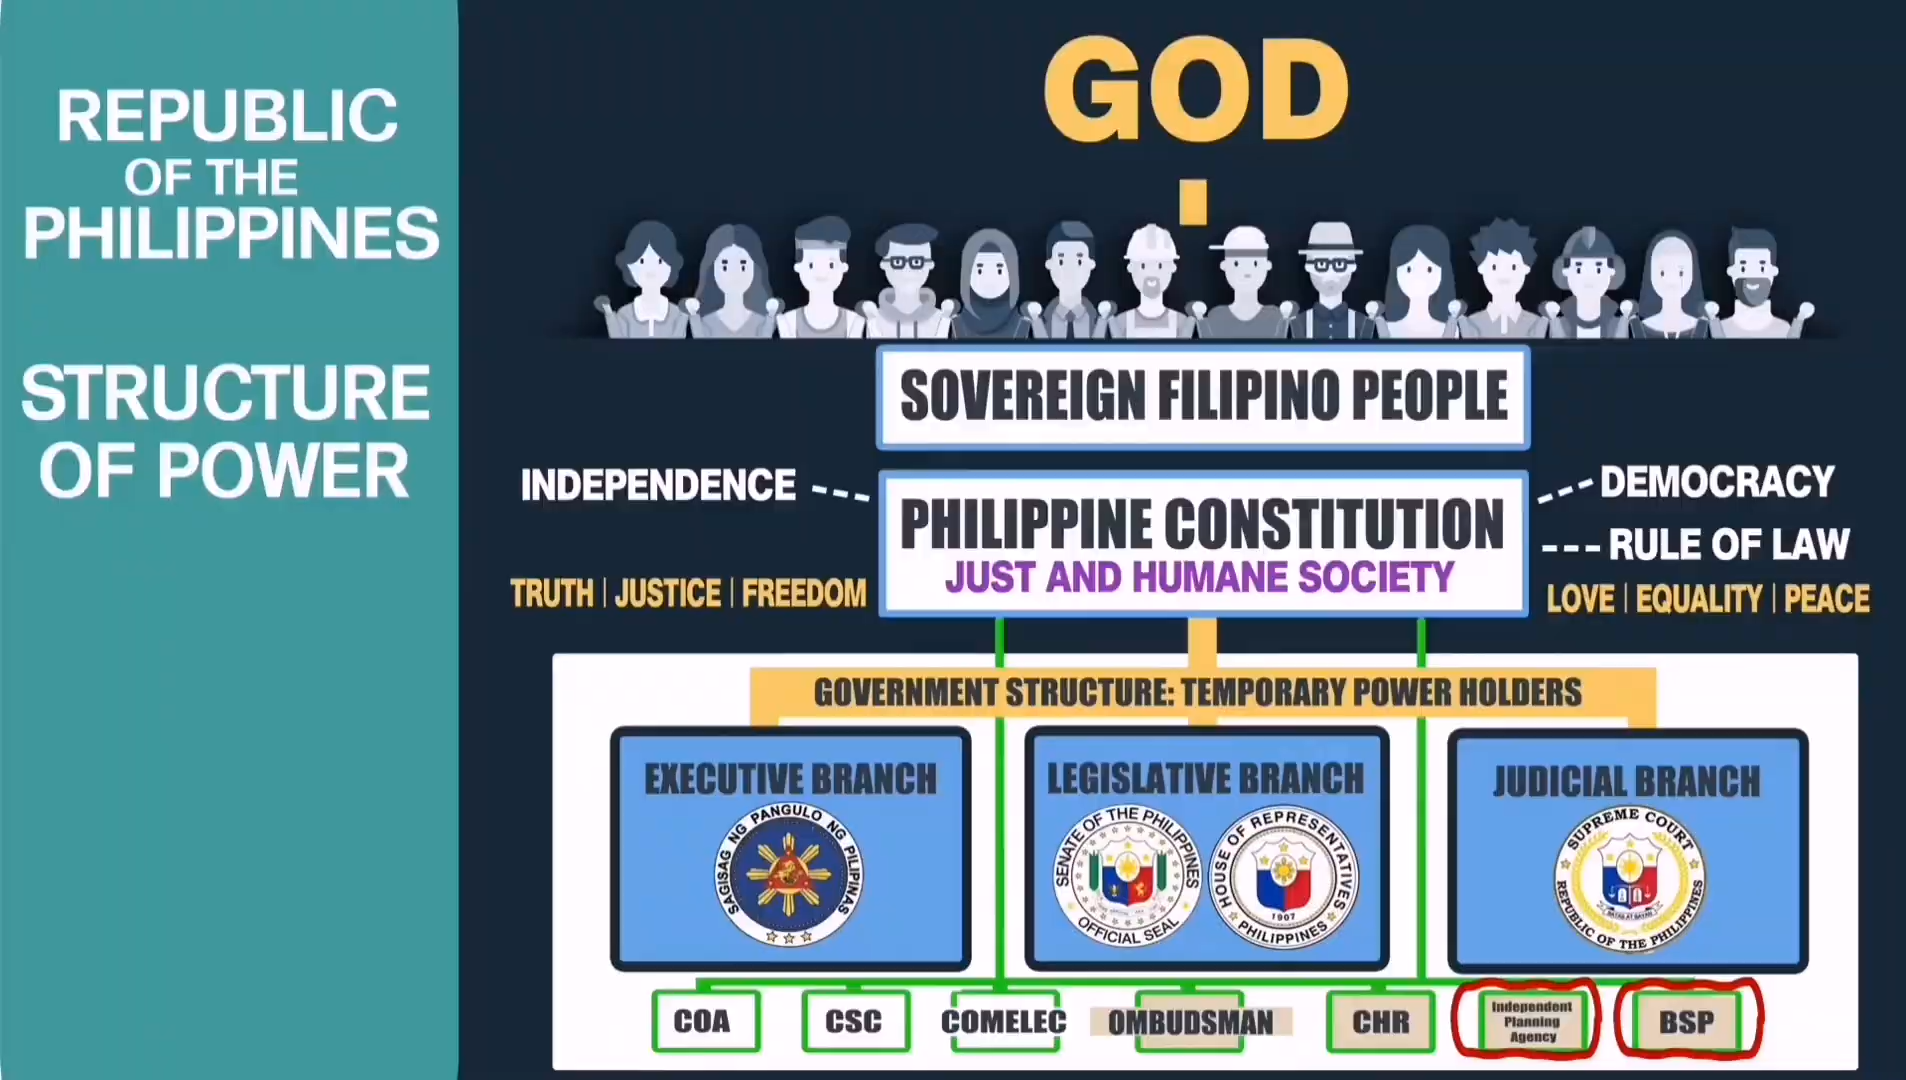 REPUBLIC
OF THE
PHILIPPINES
STRUCTURE
OF POWER
GOD
SOVEREIGN FILIPINO PEOPLE
INDEPENDENCE
DEMOCRACY
PHILIPPINE CONSTITUTION
RULE OF LAW
JUST AND HUMANE SOCIETY
TRUTH | JUSTICE | FREEDOM
LOVE | EQUALITY | PEACE
GOVERNMENT STRUCTURE: TEMPORARY POWER HOLDERS
EXECUTIVE BRANCH
SAGISAG NG PANGULO NG PILIPINAS
LEGISLATIVE BRANCH
SENATE OF THE PHILIPPINES
OFFICIAL SEAL
HOUSE OF REPRESENTATIVES
1907
PHILIPPINES
JUDICIAL BRANCH
SUPREME COURT
BATAS AT BAYAN
REPUBLIC OF THE PHILIPPINES
COA
CSC
COMELEC
OMBUDSMAN
CHR
Independent
Planning
Agency
BSP